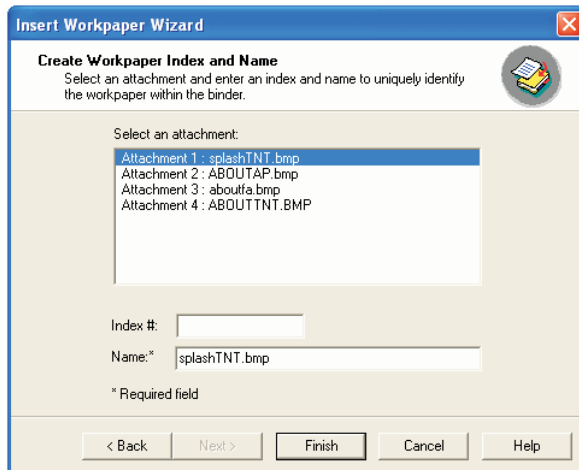 Insert Workpaper Wizard
Create Workpaper Index and Name
Select an attachment and enter an index and name to uniquely identify
the workpaper within the binder.
Select an attachment:
Attachment 1 : splashTNT.bmp
Attachment 2 : ABOUTAP.bmp
Attachment 3 : aboutfa.bmp
Attachment 4 : ABOUTTNT.BMP
Index #:
Name:* splashTNT.bmp
* Required field
< Back Next > Finish Cancel Help